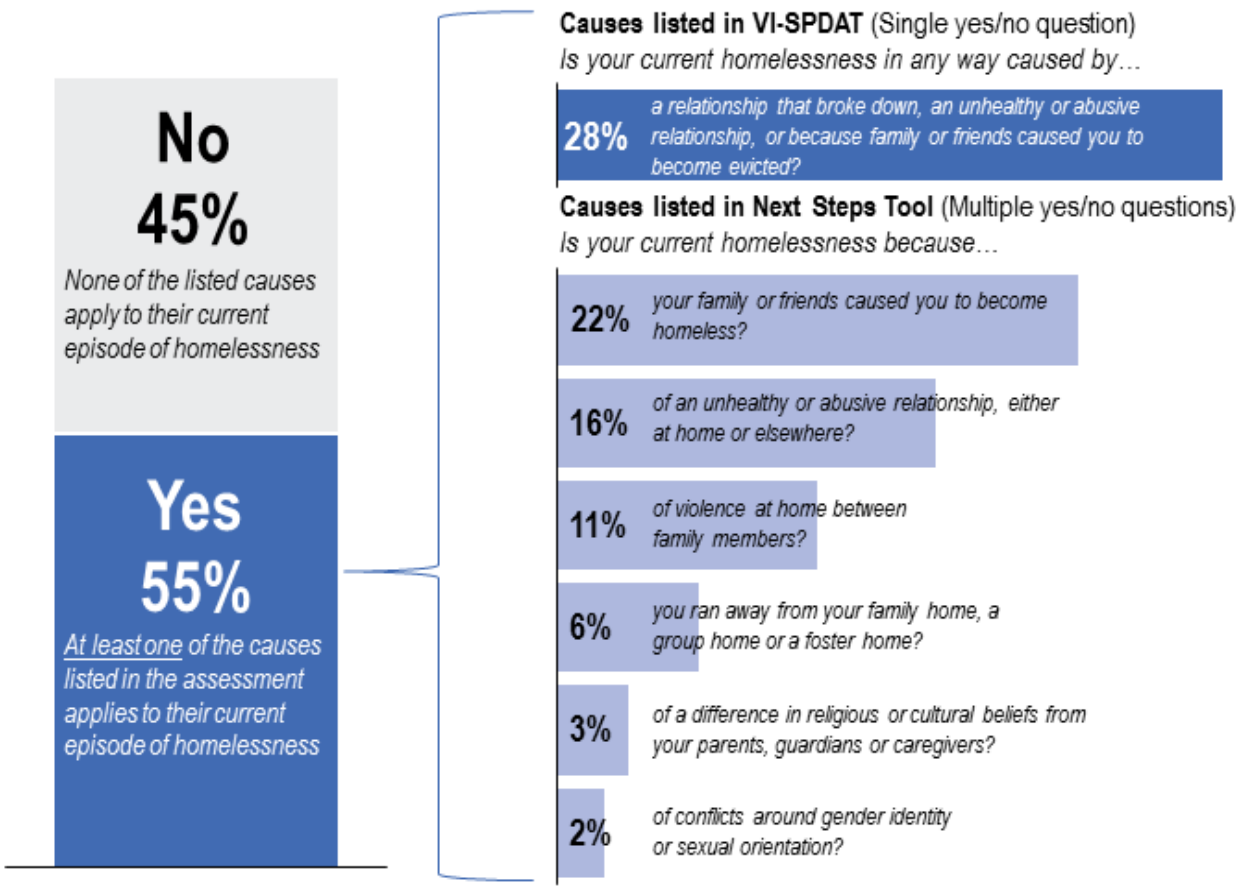 No
45%
None of the listed causes
apply to their current
episode of homelessness
Yes
55%
At least one of the causes
listed in the assessment
applies to their current
episode of homelessness
Causes listed in VI-SPDAT (Single yes/no question)
Is your current homelessness in any way caused by…
28%
a relationship that broke down, an unhealthy or abusive
relationship, or because family or friends caused you to
become evicted?
Causes listed in Next Steps Tool (Multiple yes/no questions)
Is your current homelessness because…
22%
your family or friends caused you to become
homeless?
16%
of an unhealthy or abusive relationship, either
at home or elsewhere?
11%
of violence at home between
family members?
6%
you ran away from your family home, a
group home or a foster home?
3%
of a difference in religious or cultural beliefs from
your parents, guardians or caregivers?
2%
of conflicts around gender identity
or sexual orientation?